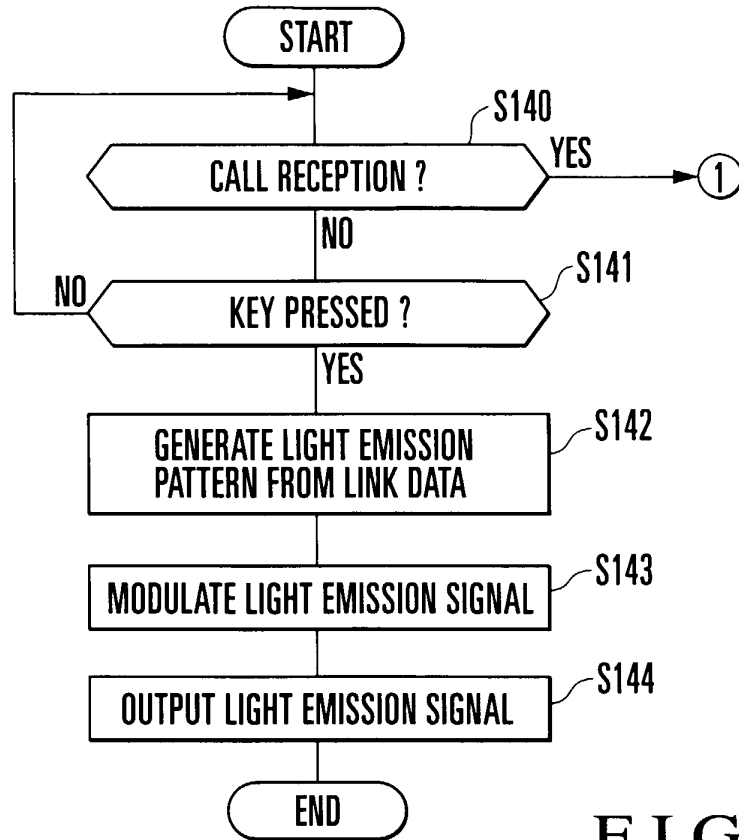 START
S140
CALL RECEPTION ?
YES
1
NO
S141
NO
KEY PRESSED ?
YES
S142
GENERATE LIGHT EMISSION
PATTERN FROM LINK DATA
S143
MODULATE LIGHT EMISSION SIGNAL
S144
OUTPUT LIGHT EMISSION SIGNAL
END